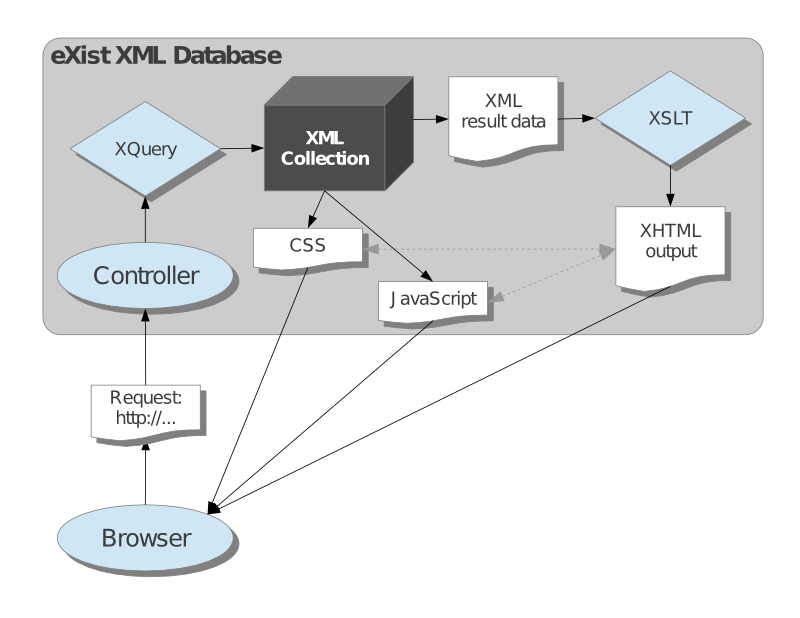 eXist XML Database
XQuery
XML
Collection
XML
result data
XSLT
CSS
XHTML
output
Controller
JavaScript
Request:
http://...
Browser